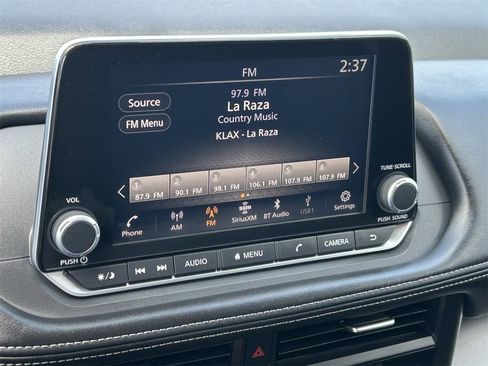 FM
2:37
Source
FM Menu
97.9 FM
La Raza
Country Music
KLAX - La Raza
1 87.9 FM
2 90.1 FM
3 98.1 FM
4 106.1 FM
5 107.9 FM
6 107.9 FM
Phone
AM
FM
SiriusXM
BT Audio
USB1
Settings
VOL
PUSH
TUNE·SCROLL
PUSH SOUND
AUDIO
MENU
CAMERA